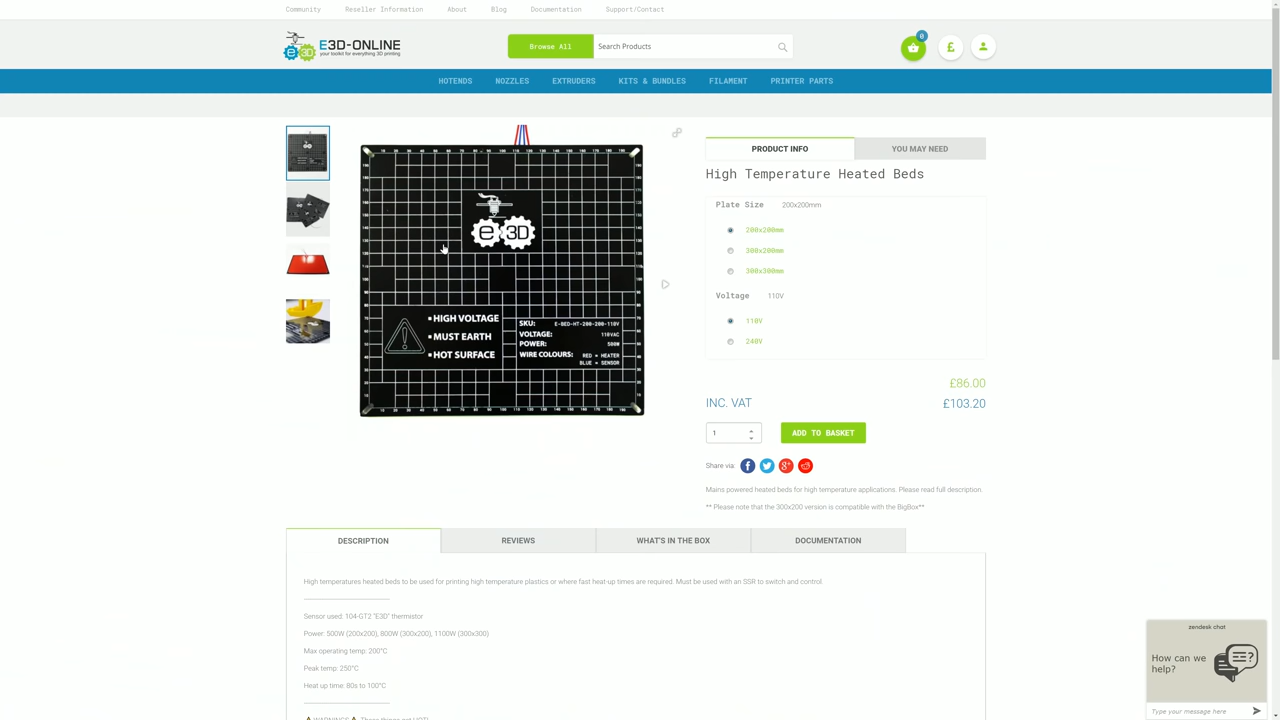 Community Reseller Information About Blog Documentation Support/Contact
E3D-ONLINE
your toolkit for everything 3D printing
Browse All Search Products
0
£
HOTENDS NOZZLES EXTRUDERS KITS & BUNDLES FILAMENT PRINTER PARTS
PRODUCT INFO YOU MAY NEED
High Temperature Heated Beds
Plate Size 200x200mm
200x200mm
300x200mm
300x300mm
Voltage 110V
110V
240V
£86.00
INC. VAT £103.20
1 ADD TO BASKET
Share via:
Mains powered heated beds for high temperature applications. Please read full description.
** Please note that the 300x200 version is compatible with the BigBox**
e3D
HIGH VOLTAGE
MUST EARTH
HOT SURFACE
SKU: E-BED-HT-200-200-110V
VOLTAGE: 110VAC
POWER: 500W
WIRE COLOURS: RED = HEATER
BLUE = SENSOR
DESCRIPTION REVIEWS WHAT'S IN THE BOX DOCUMENTATION
High temperatures heated beds to be used for printing high temperature plastics or where fast heat-up times are required. Must be used with an SSR to switch and control.
Sensor used: 104-GT2 "E3D" thermistor
Power: 500W (200x200), 800W (300x200), 1100W (300x300)
Max operating temp: 200°C
Peak temp: 250°C
Heat up time: 80s to 100°C
zendesk chat
How can we
help?
Type your message here